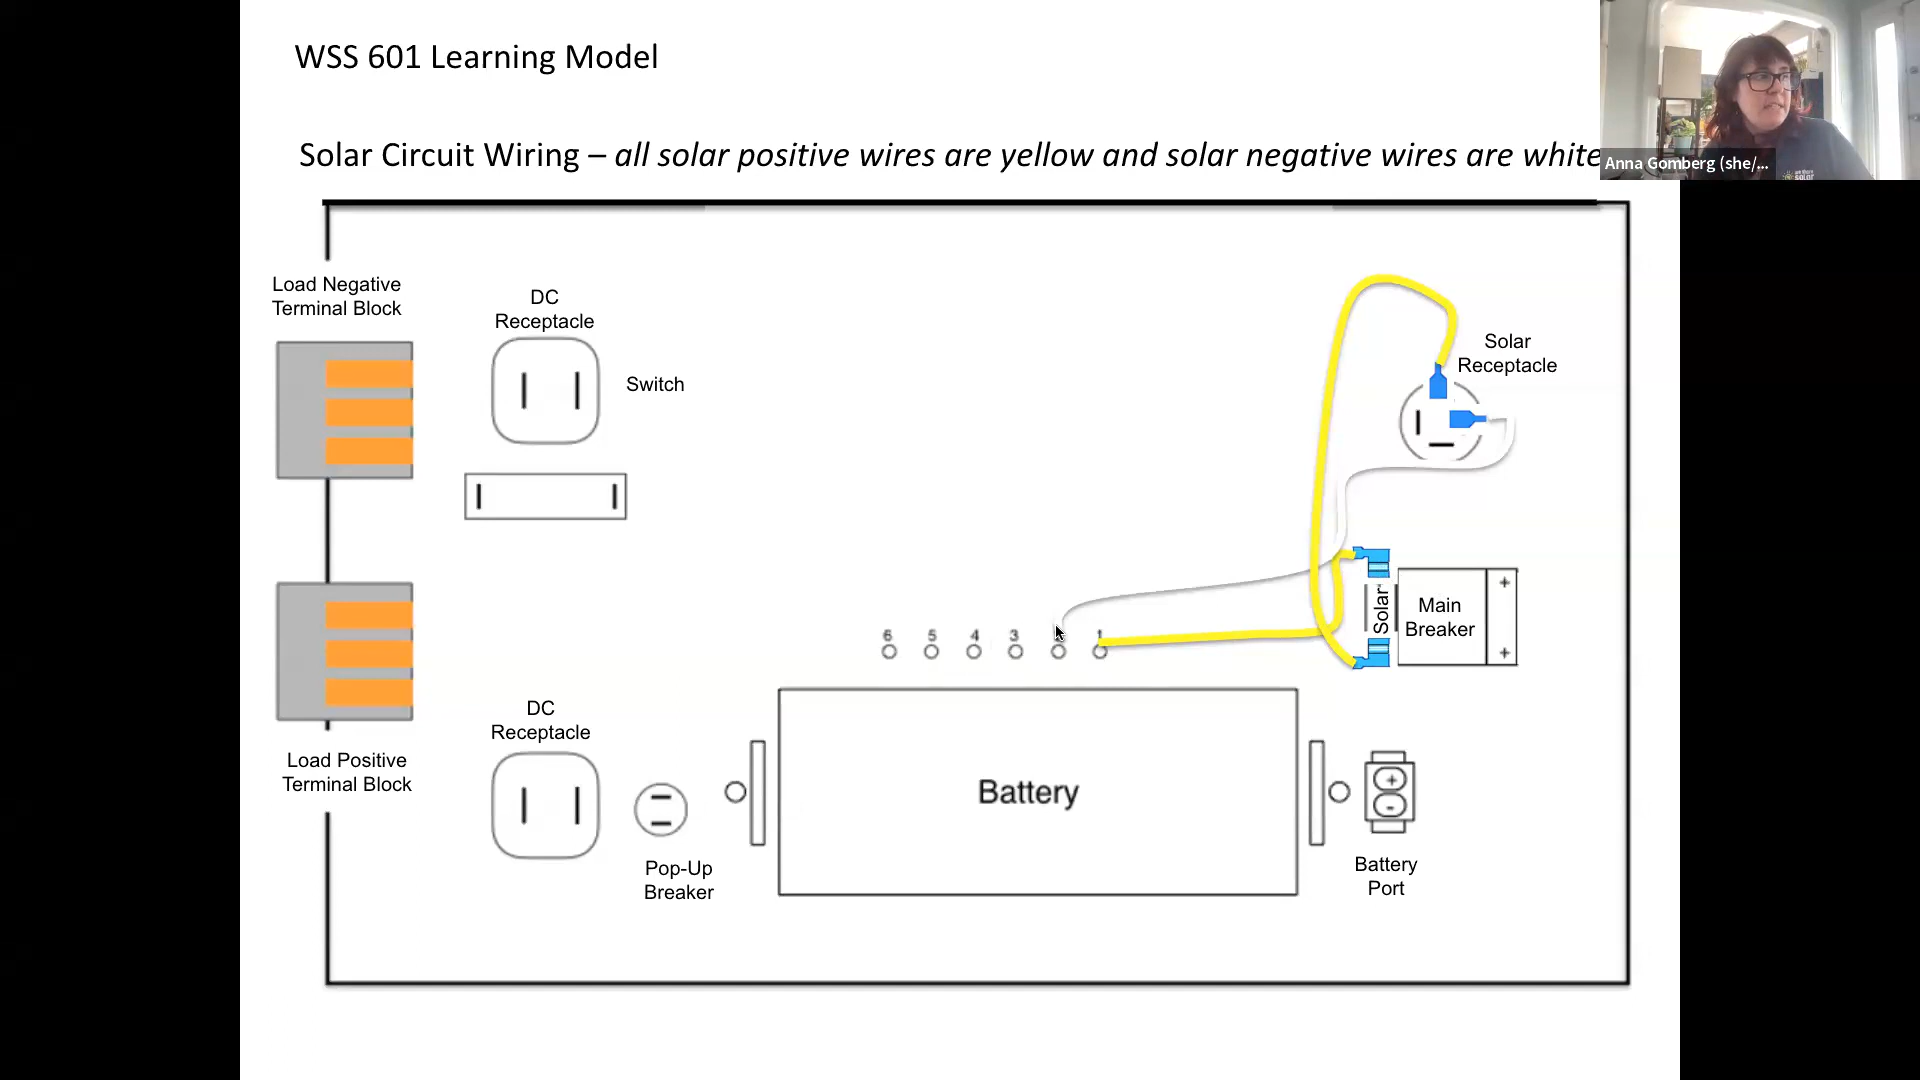 WSS 601 Learning Model
Solar Circuit Wiring – all solar positive wires are yellow and solar negative wires are white
Anna Gomberg (she/...
Load Negative
Terminal Block
DC
Receptacle
Switch
Solar
Receptacle
Solar
Main
Breaker
+
+
6 5 4 3 1
Load Positive
Terminal Block
DC
Receptacle
Pop-Up
Breaker
Battery
+
-
Battery
Port